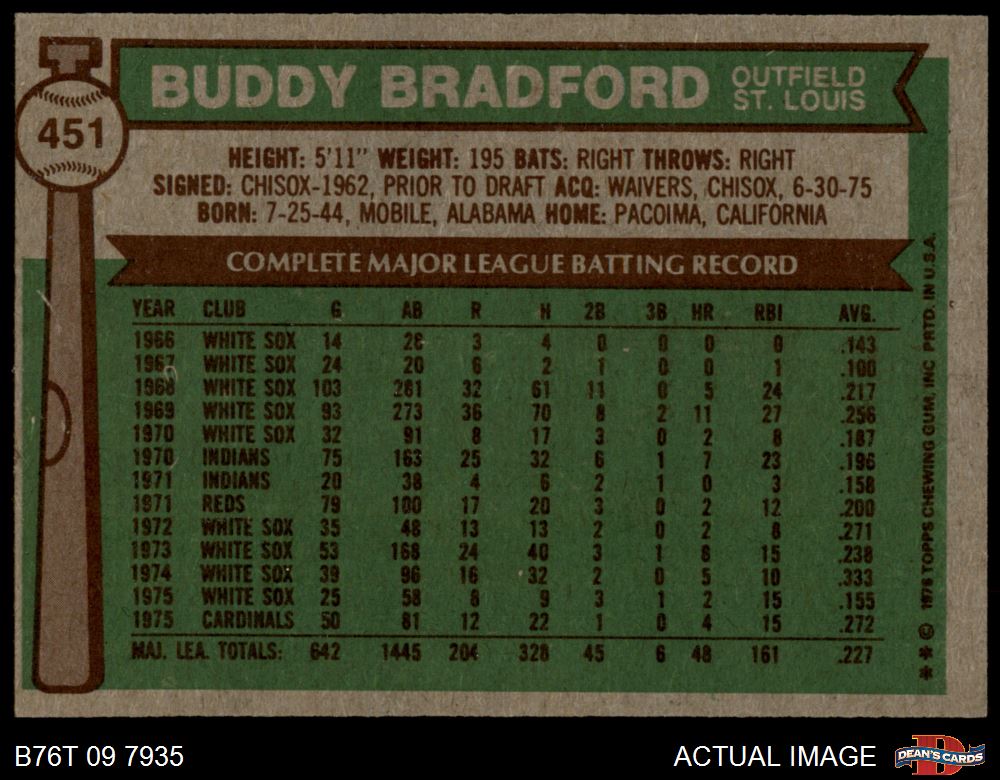 BUDDY BRADFORD
OUTFIELD
ST. LOUIS
451
HEIGHT: 5'11" WEIGHT: 195 BATS: RIGHT THROWS: RIGHT
SIGNED: CHISOX-1962, PRIOR TO DRAFT ACQ: WAIVERS, CHISOX, 6-30-75
BORN: 7-25-44, MOBILE, ALABAMA HOME: PACOIMA, CALIFORNIA
COMPLETE MAJOR LEAGUE BATTING RECORD
YEAR CLUB G AB R H 2B 3B HR RBI AVG.
1966 WHITE SOX 14 28 3 4 0 0 0 0 .143
1967 WHITE SOX 24 20 6 2 1 0 0 1 .100
1968 WHITE SOX 103 281 32 61 11 0 5 24 .217
1969 WHITE SOX 93 273 36 70 8 2 11 27 .256
1970 WHITE SOX 32 91 8 17 3 0 2 8 .187
1970 INDIANS 75 163 25 32 6 1 7 23 .196
1971 INDIANS 20 38 4 6 2 1 0 3 .158
1971 REDS 79 100 17 20 3 0 2 12 .200
1972 WHITE SOX 35 48 13 13 2 0 2 8 .271
1973 WHITE SOX 53 168 24 40 3 1 8 15 .238
1974 WHITE SOX 39 96 16 32 2 0 5 10 .333
1975 WHITE SOX 25 58 8 9 3 1 2 15 .155
1975 CARDINALS 50 81 12 22 1 0 4 15 .272
MAJ. LEA. TOTALS: 642 1445 204 328 45 6 48 161 .227
*** © 1976 TOPPS CHEWING GUM, INC PRTD. IN U.S.A.
B76T 09 7935
ACTUAL IMAGE
DEAN'S CARDS